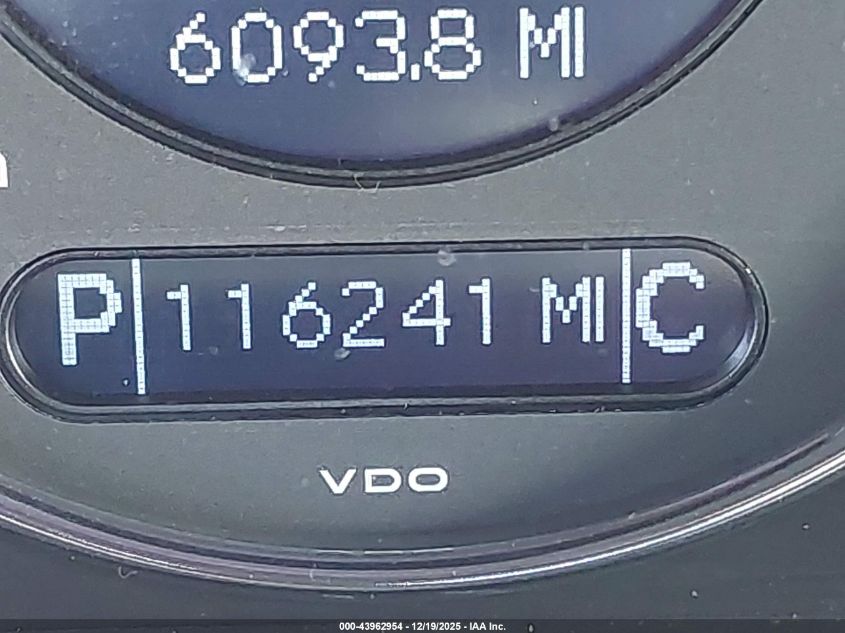 6093.8 MI
P 116241 MI C
VDO
000-43962954 - 12/19/2025 - IAA Inc.